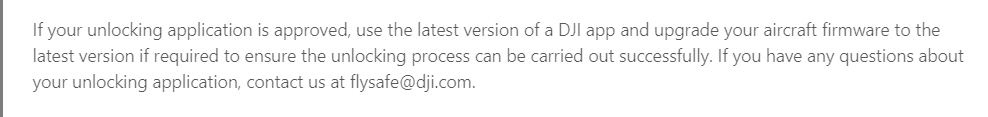 If your unlocking application is approved, use the latest version of a DJI app and upgrade your aircraft firmware to the
latest version if required to ensure the unlocking process can be carried out successfully. If you have any questions about
your unlocking application, contact us at flysafe@dji.com.